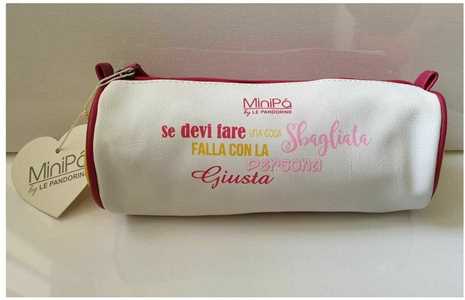 MiniPà
by LE PANDORINE
se devi fare UNA COSA Sbagliata
FALLA CON LA
PERSONA
Giusta
MiniPà
by LE PANDORINE